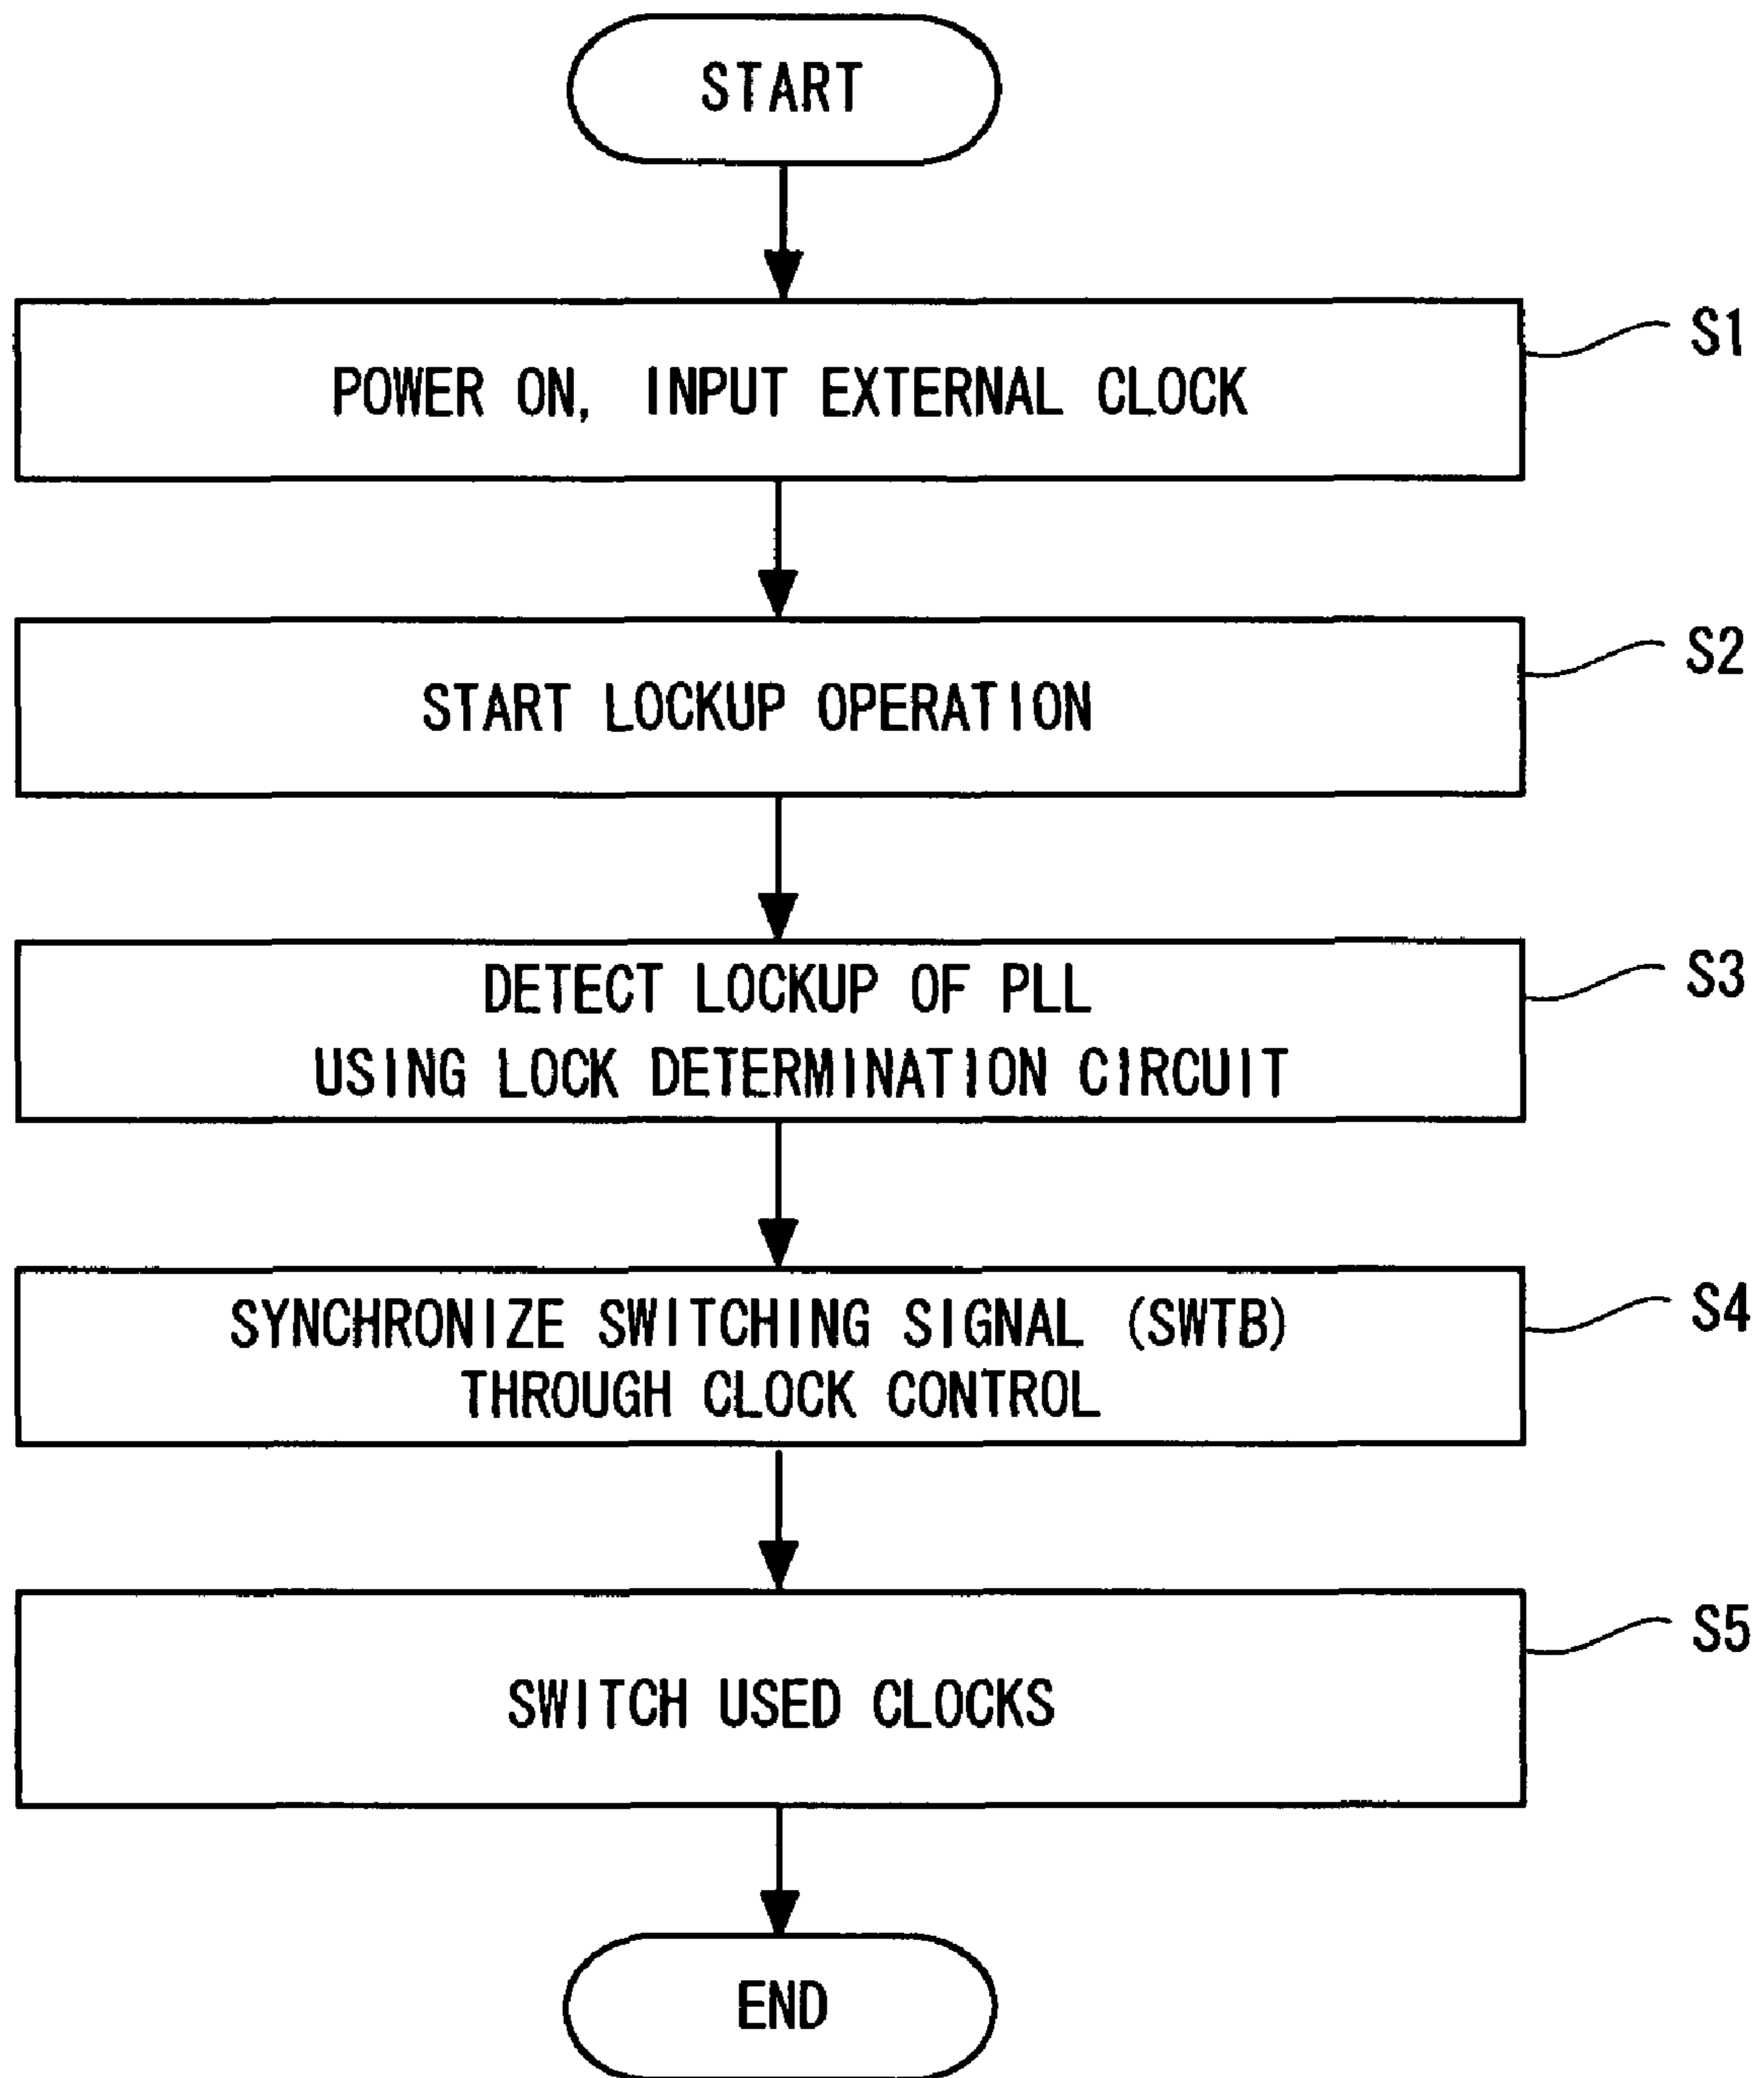 START
POWER ON, INPUT EXTERNAL CLOCK
S1
START LOCKUP OPERATION
S2
DETECT LOCKUP OF PLL
USING LOCK DETERMINATION CIRCUIT
S3
SYNCHRONIZE SWITCHING SIGNAL (SWTB)
THROUGH CLOCK CONTROL
S4
SWITCH USED CLOCKS
S5
END